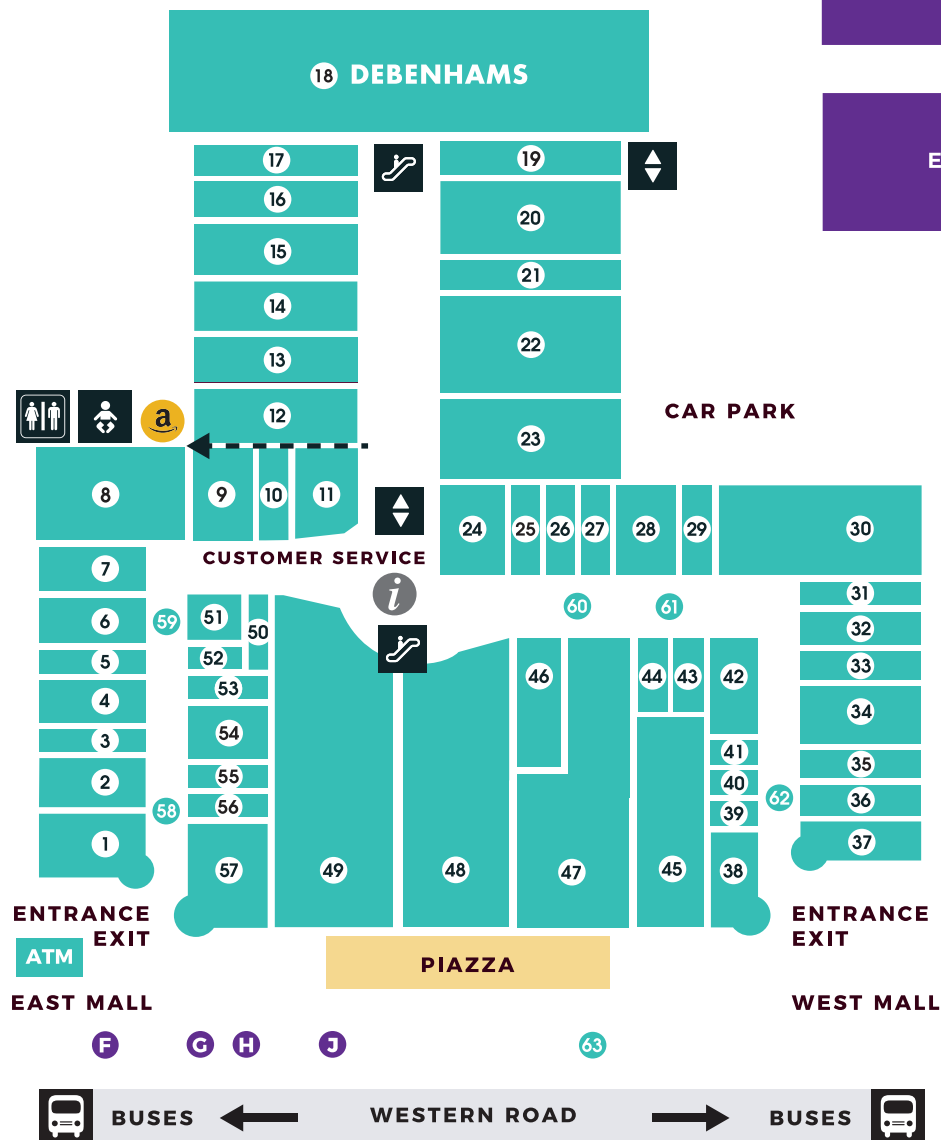 18 DEBENHAMS
E
17
19
16
20
15
21
14
22
13
12
CAR PARK
23
a
8
9
10
11
24
25
26
27
28
29
30
CUSTOMER SERVICE
i
7
31
6
59
51
50
60
61
32
5
52
46
44
43
42
33
4
53
34
3
54
41
35
2
55
40
36
58
56
39
62
1
57
49
48
47
45
38
37
ENTRANCE
EXIT
ENTRANCE
EXIT
ATM
PIAZZA
EAST MALL
WEST MALL
F
G
H
J
63
BUSES
WESTERN ROAD
BUSES